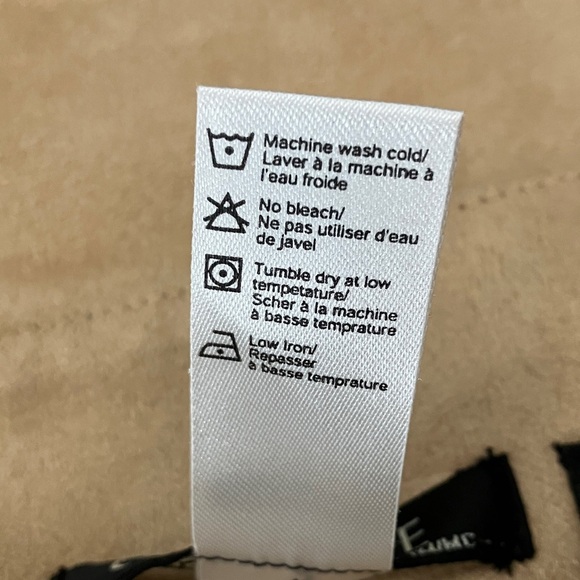 Machine wash cold/
Laver à la machine à
l'eau froide
No bleach/
Ne pas utiliser d'eau
de javel
Tumble dry at low
tempetature/
Scher à la machine
à basse temprature
Low Iron/
Repasser
à basse temprature